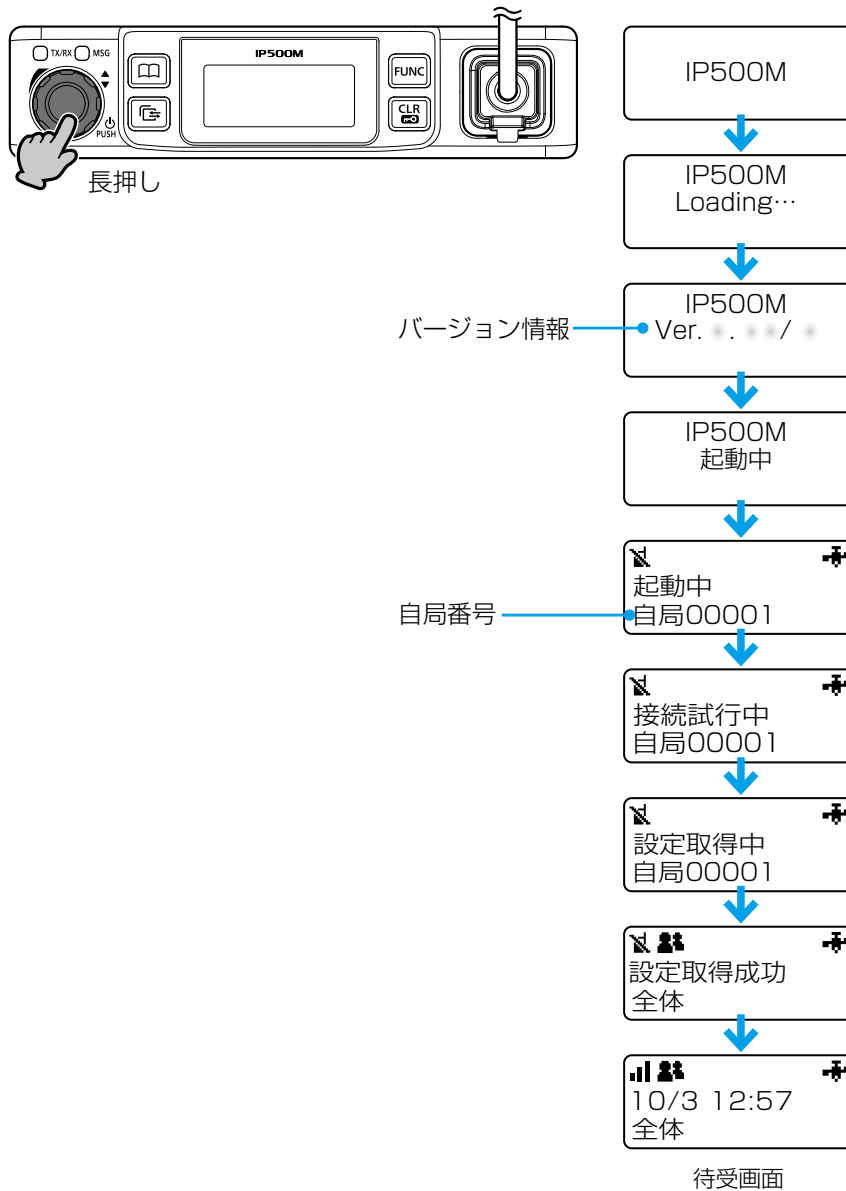 TX/RX MSG
IP500M
FUNC
CLR
PUSH
長押し
IP500M
IP500M
Loading…
バージョン情報
IP500M
Ver. . /
IP500M
起動中
起動中
自局番号
自局00001
接続試行中
自局00001
設定取得中
自局00001
設定取得成功
全体
10/3 12:57
全体
待受画面